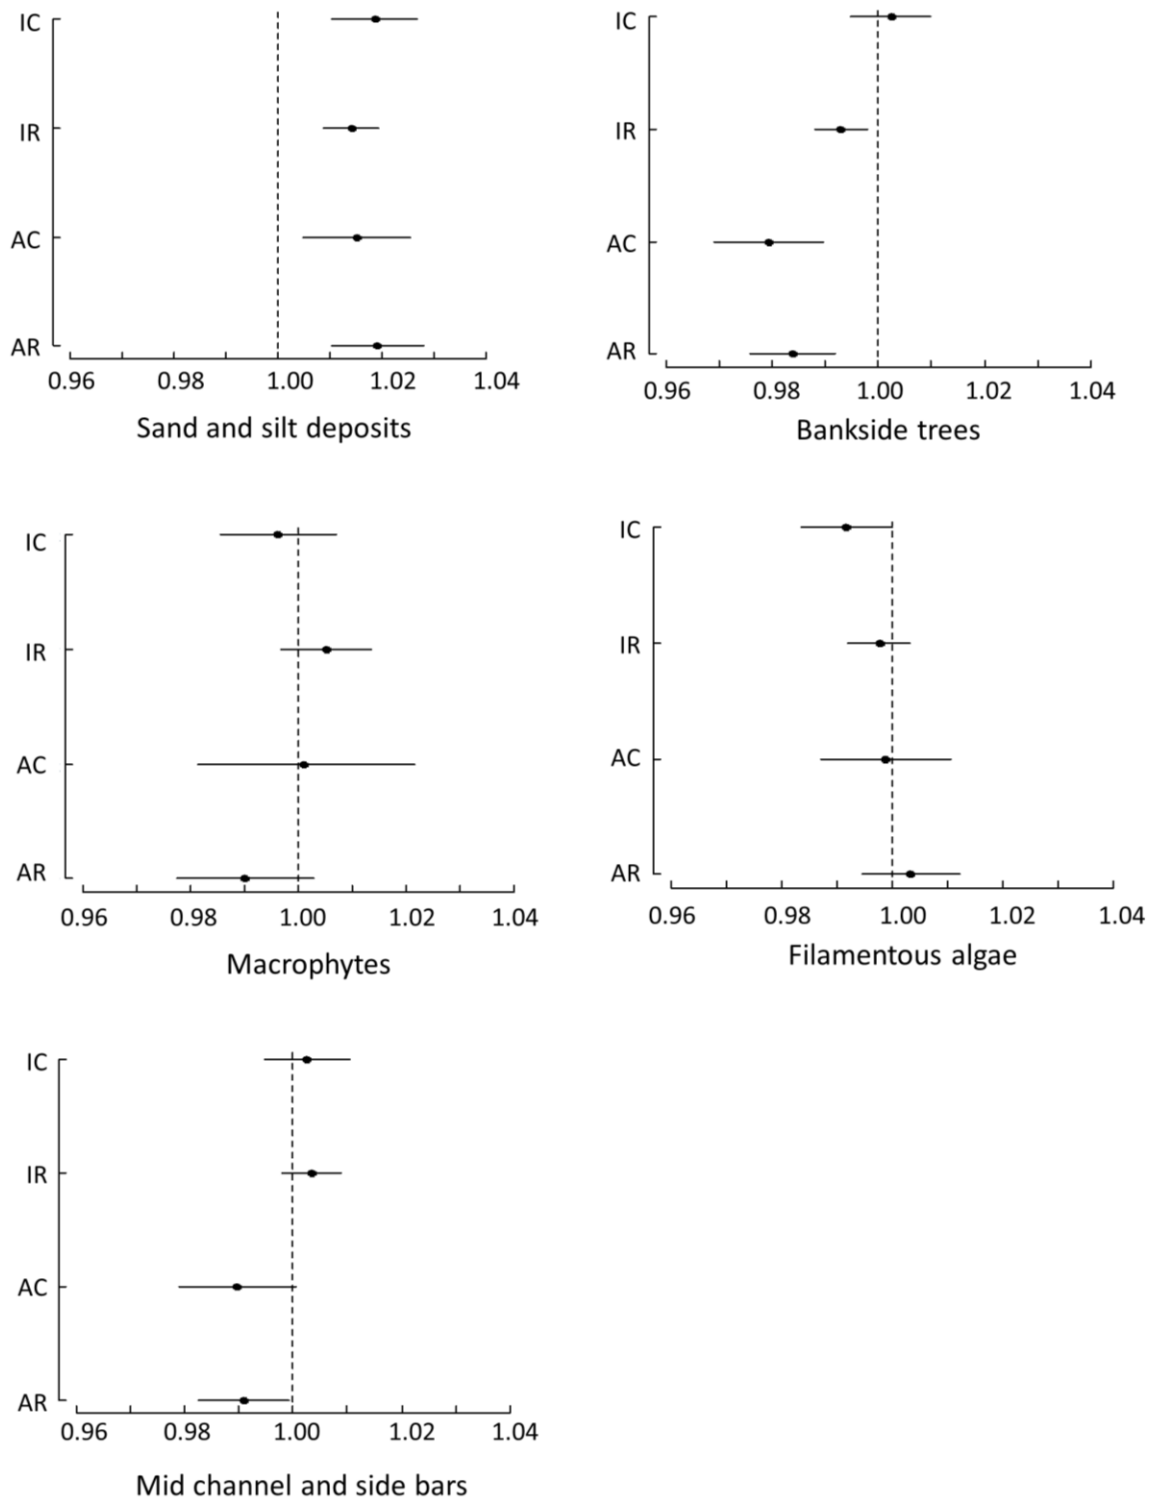 IC
IR
AC
AR
0.96 0.98 1.00 1.02 1.04
Sand and silt deposits
IC
IR
AC
AR
0.96 0.98 1.00 1.02 1.04
Bankside trees
IC
IR
AC
AR
0.96 0.98 1.00 1.02 1.04
Macrophytes
IC
IR
AC
AR
0.96 0.98 1.00 1.02 1.04
Filamentous algae
IC
IR
AC
AR
0.96 0.98 1.00 1.02 1.04
Mid channel and side bars